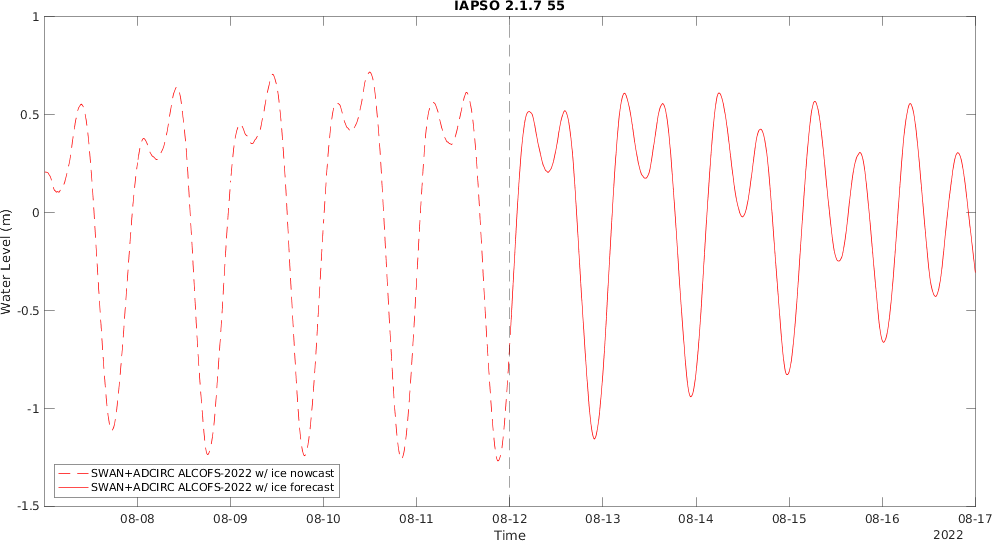 IAPSO 2.1.7 55
1
0.5
0
-0.5
-1
-1.5
Water Level (m)
SWAN+ADCIRC ALCOFS-2022 w/ ice nowcast
SWAN+ADCIRC ALCOFS-2022 w/ ice forecast
08-08 08-09 08-10 08-11 08-12 08-13 08-14 08-15 08-16 08-17
Time
2022